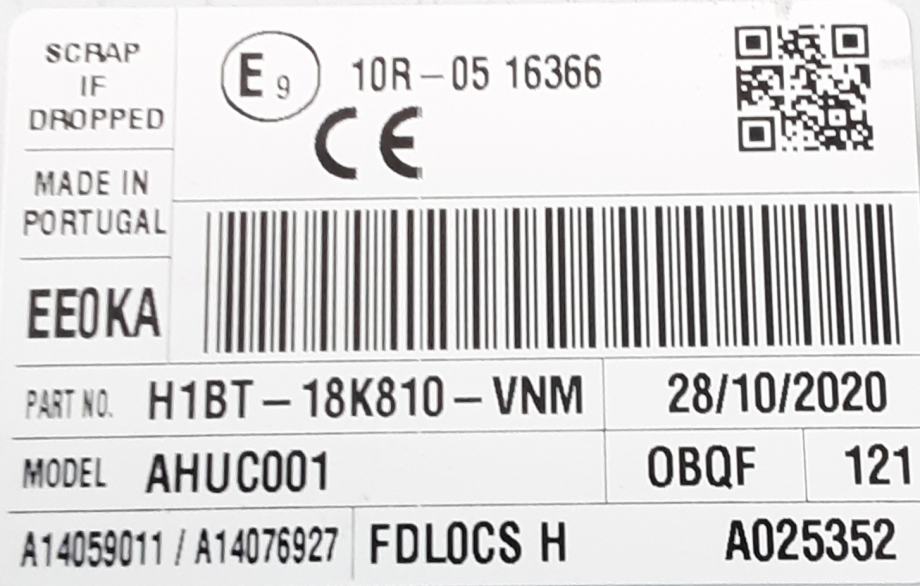 SCRAP
IF
DROPPED
E9 10R-05 16366
CE
MADE IN
PORTUGAL
EE0KA
PART NO. H1BT-18K810-VNM 28/10/2020
MODEL AHUC001 0BQF 121
A14059011 / A14076927 FDLOCS H A025352